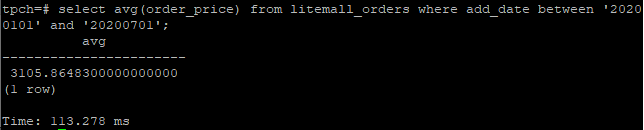 tpch=# select avg(order_price) from litemall_orders where add_date between '2020
0101' and '20200701';
avg
-----------------------
3105.8648300000000000
(1 row)
Time: 113.278 ms